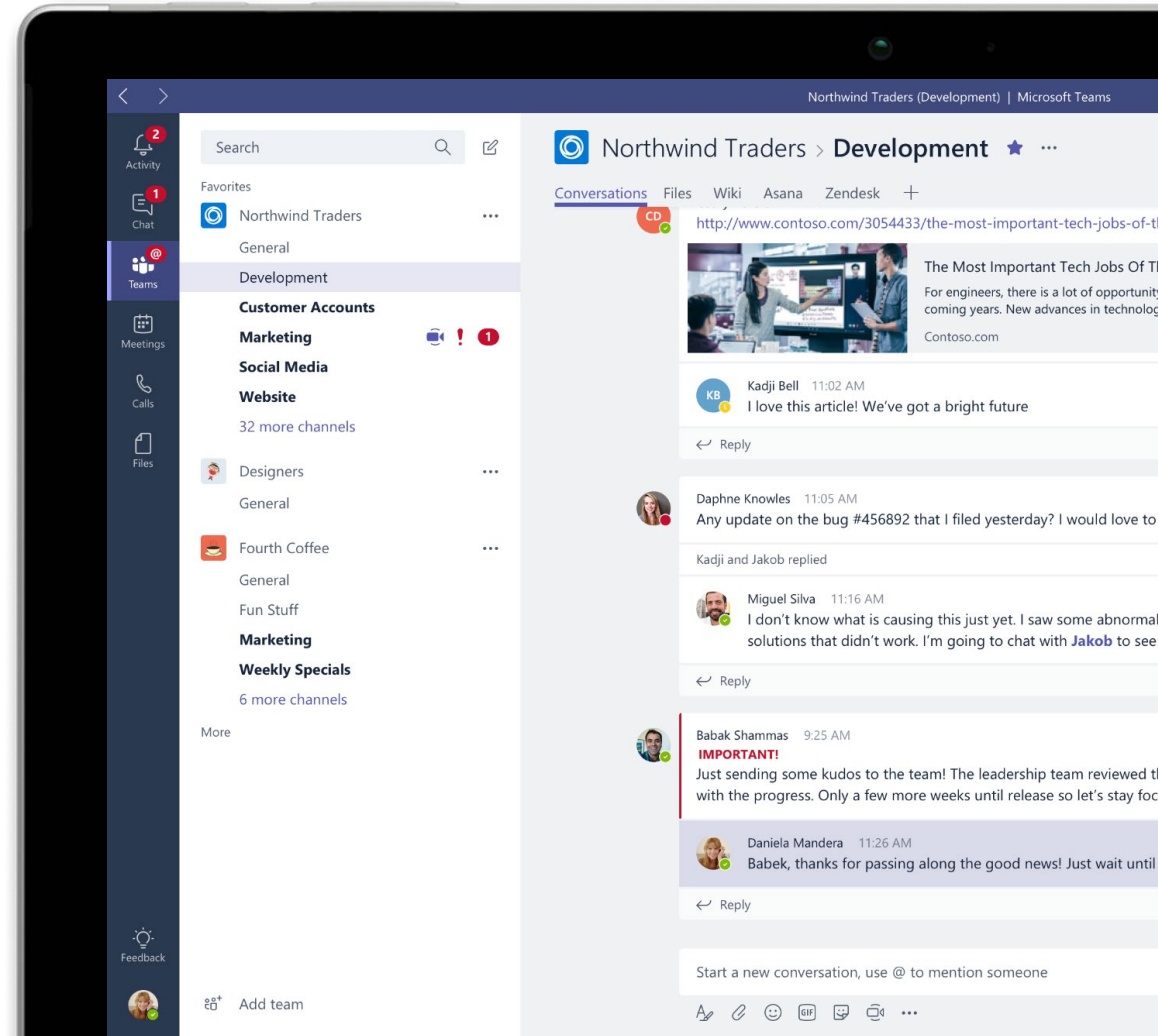 Northwind Traders (Development) | Microsoft Teams
2
Activity
1
Chat
@
Teams
Meetings
Calls
Files
Feedback
Search
Favorites
Northwind Traders
General
Development
Customer Accounts
Marketing
1
Social Media
Website
32 more channels
Designers
General
Fourth Coffee
General
Fun Stuff
Marketing
Weekly Specials
6 more channels
More
Add team
Northwind Traders > Development
Conversations Files Wiki Asana Zendesk
CD
http://www.contoso.com/3054433/the-most-important-tech-jobs-of-
The Most Important Tech Jobs Of
For engineers, there is a lot of opportunity
coming years. New advances in
Contoso.com
KB
Kadji Bell 11:02 AM
I love this article! We've got a bright future
Reply
Daphne Knowles 11:05 AM
Any update on the bug #456892 that I filed yesterday? I would love to
Kadji and Jakob replied
Miguel Silva 11:16 AM
I don't know what is causing this just yet. I saw some abnormal
solutions that didn't work. I'm going to chat with Jakob to see
Reply
Babak Shammas 9:25 AM
IMPORTANT!
Just sending some kudos to the team! The leadership team reviewed
with the progress. Only a few more weeks until release so let's stay
Daniela Mandera 11:26 AM
Babek, thanks for passing along the good news! Just wait until
Reply
Start a new conversation, use @ to mention someone
GIF